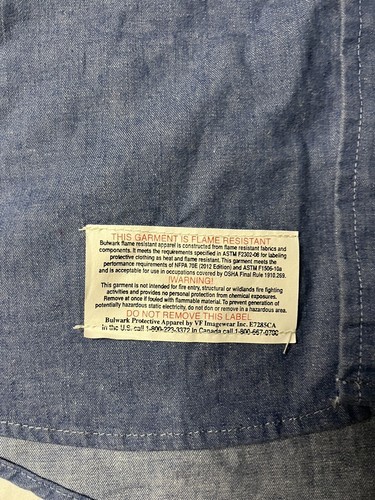 THIS GARMENT IS FLAME RESISTANT
Bulwark flame resistant apparel is constructed from flame resistant fabrics and
components. It meets the requirements specified in ASTM F2302-08 for labeling
protective clothing as heat and flame resistant. This garment meets the
performance requirements of NFPA 70E (2012 Edition) and ASTM F1506-10a
and is acceptable for use in occupations covered by OSHA Final Rule 1910.269.
!WARNING!
This garment is not intended for fire entry, structural or wildlands fire fighting
activities and provides no personal protection from chemical exposures.
Remove at once if fouled with flammable material. To prevent generation of
potentially hazardous static electricity, do not don or remove in a hazardous area.
DO NOT REMOVE THIS LABEL
Bulwark Protective Apparel by VF Imagewear Inc. E7285CA
In the U.S. call 1-800-223-3372 In Canada call 1-800-667-0700